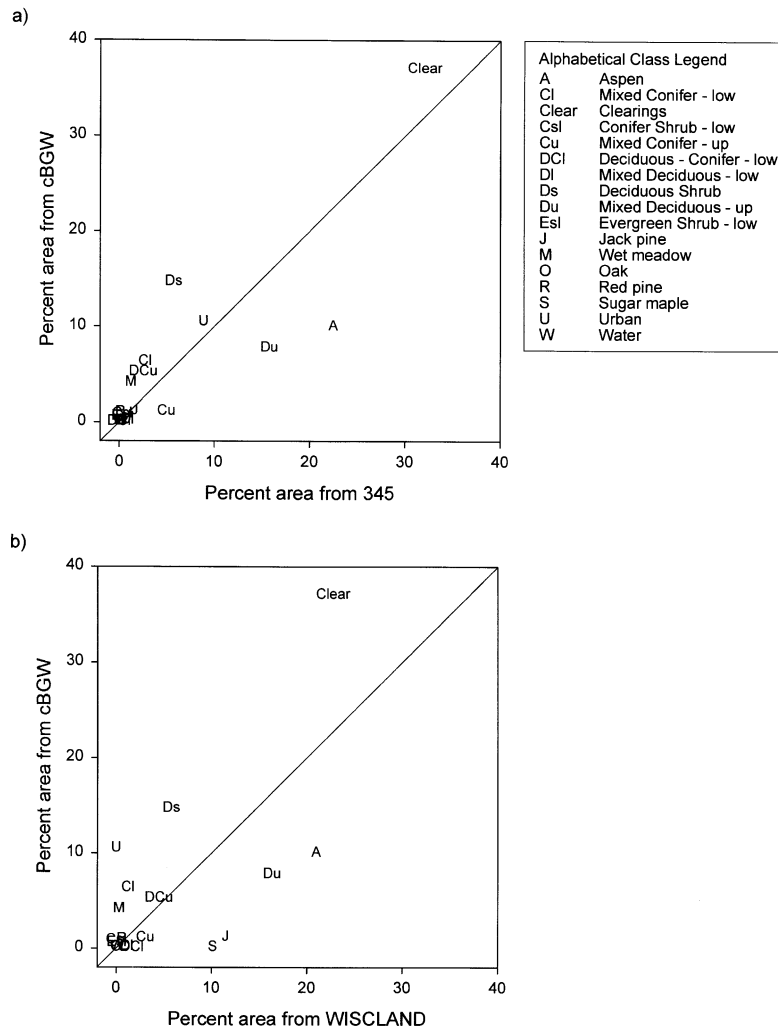 a)
40
30
20
10
0
Percent area from cBGW
Clear
Ds
U
A
Du
Cl
DCu
M
Cu
J
0 10 20 30 40
Percent area from 345
Alphabetical Class Legend
A Aspen
Cl Mixed Conifer - low
Clear Clearings
Csl Conifer Shrub - low
Cu Mixed Conifer - up
DCl Deciduous - Conifer - low
Dl Mixed Deciduous - low
Ds Deciduous Shrub
Du Mixed Deciduous - up
Esl Evergreen Shrub - low
J Jack pine
M Wet meadow
O Oak
R Red pine
S Sugar maple
U Urban
W Water
b)
40
30
20
10
0
Percent area from cBGW
Clear
Ds
U
A
Du
Cl
DCu
M
Cu
J
R
S
0 10 20 30 40
Percent area from WISCLAND